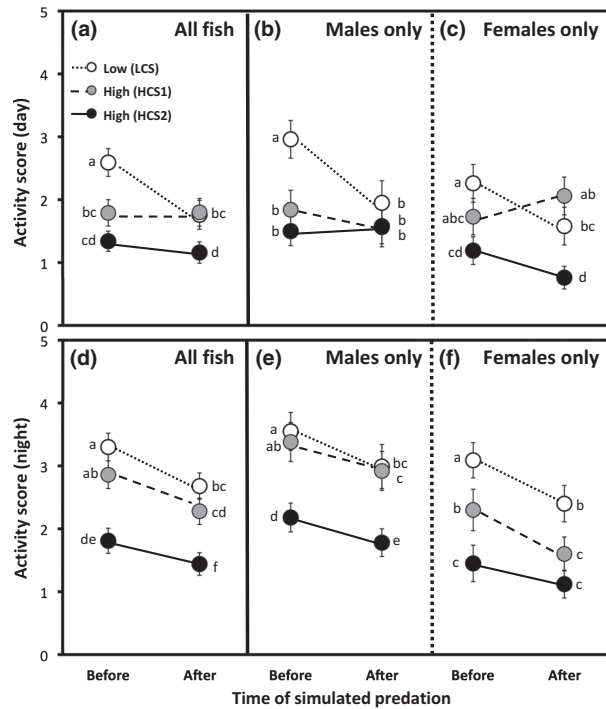 5
4
3
2
1
0
Activity score (day)
(a) All fish
Low (LCS)
High (HCS1)
High (HCS2)
a
bc
bc
cd
d
(b) Males only
a
b
b
b
b
b
(c) Females only
a
ab
abc
bc
cd
d
5
4
3
2
1
0
Activity score (night)
(d) All fish
a
ab
bc
cd
de
f
(e) Males only
a
ab
bc
c
d
e
(f) Females only
a
b
b
c
c
c
Before After Before After Before After
Time of simulated predation